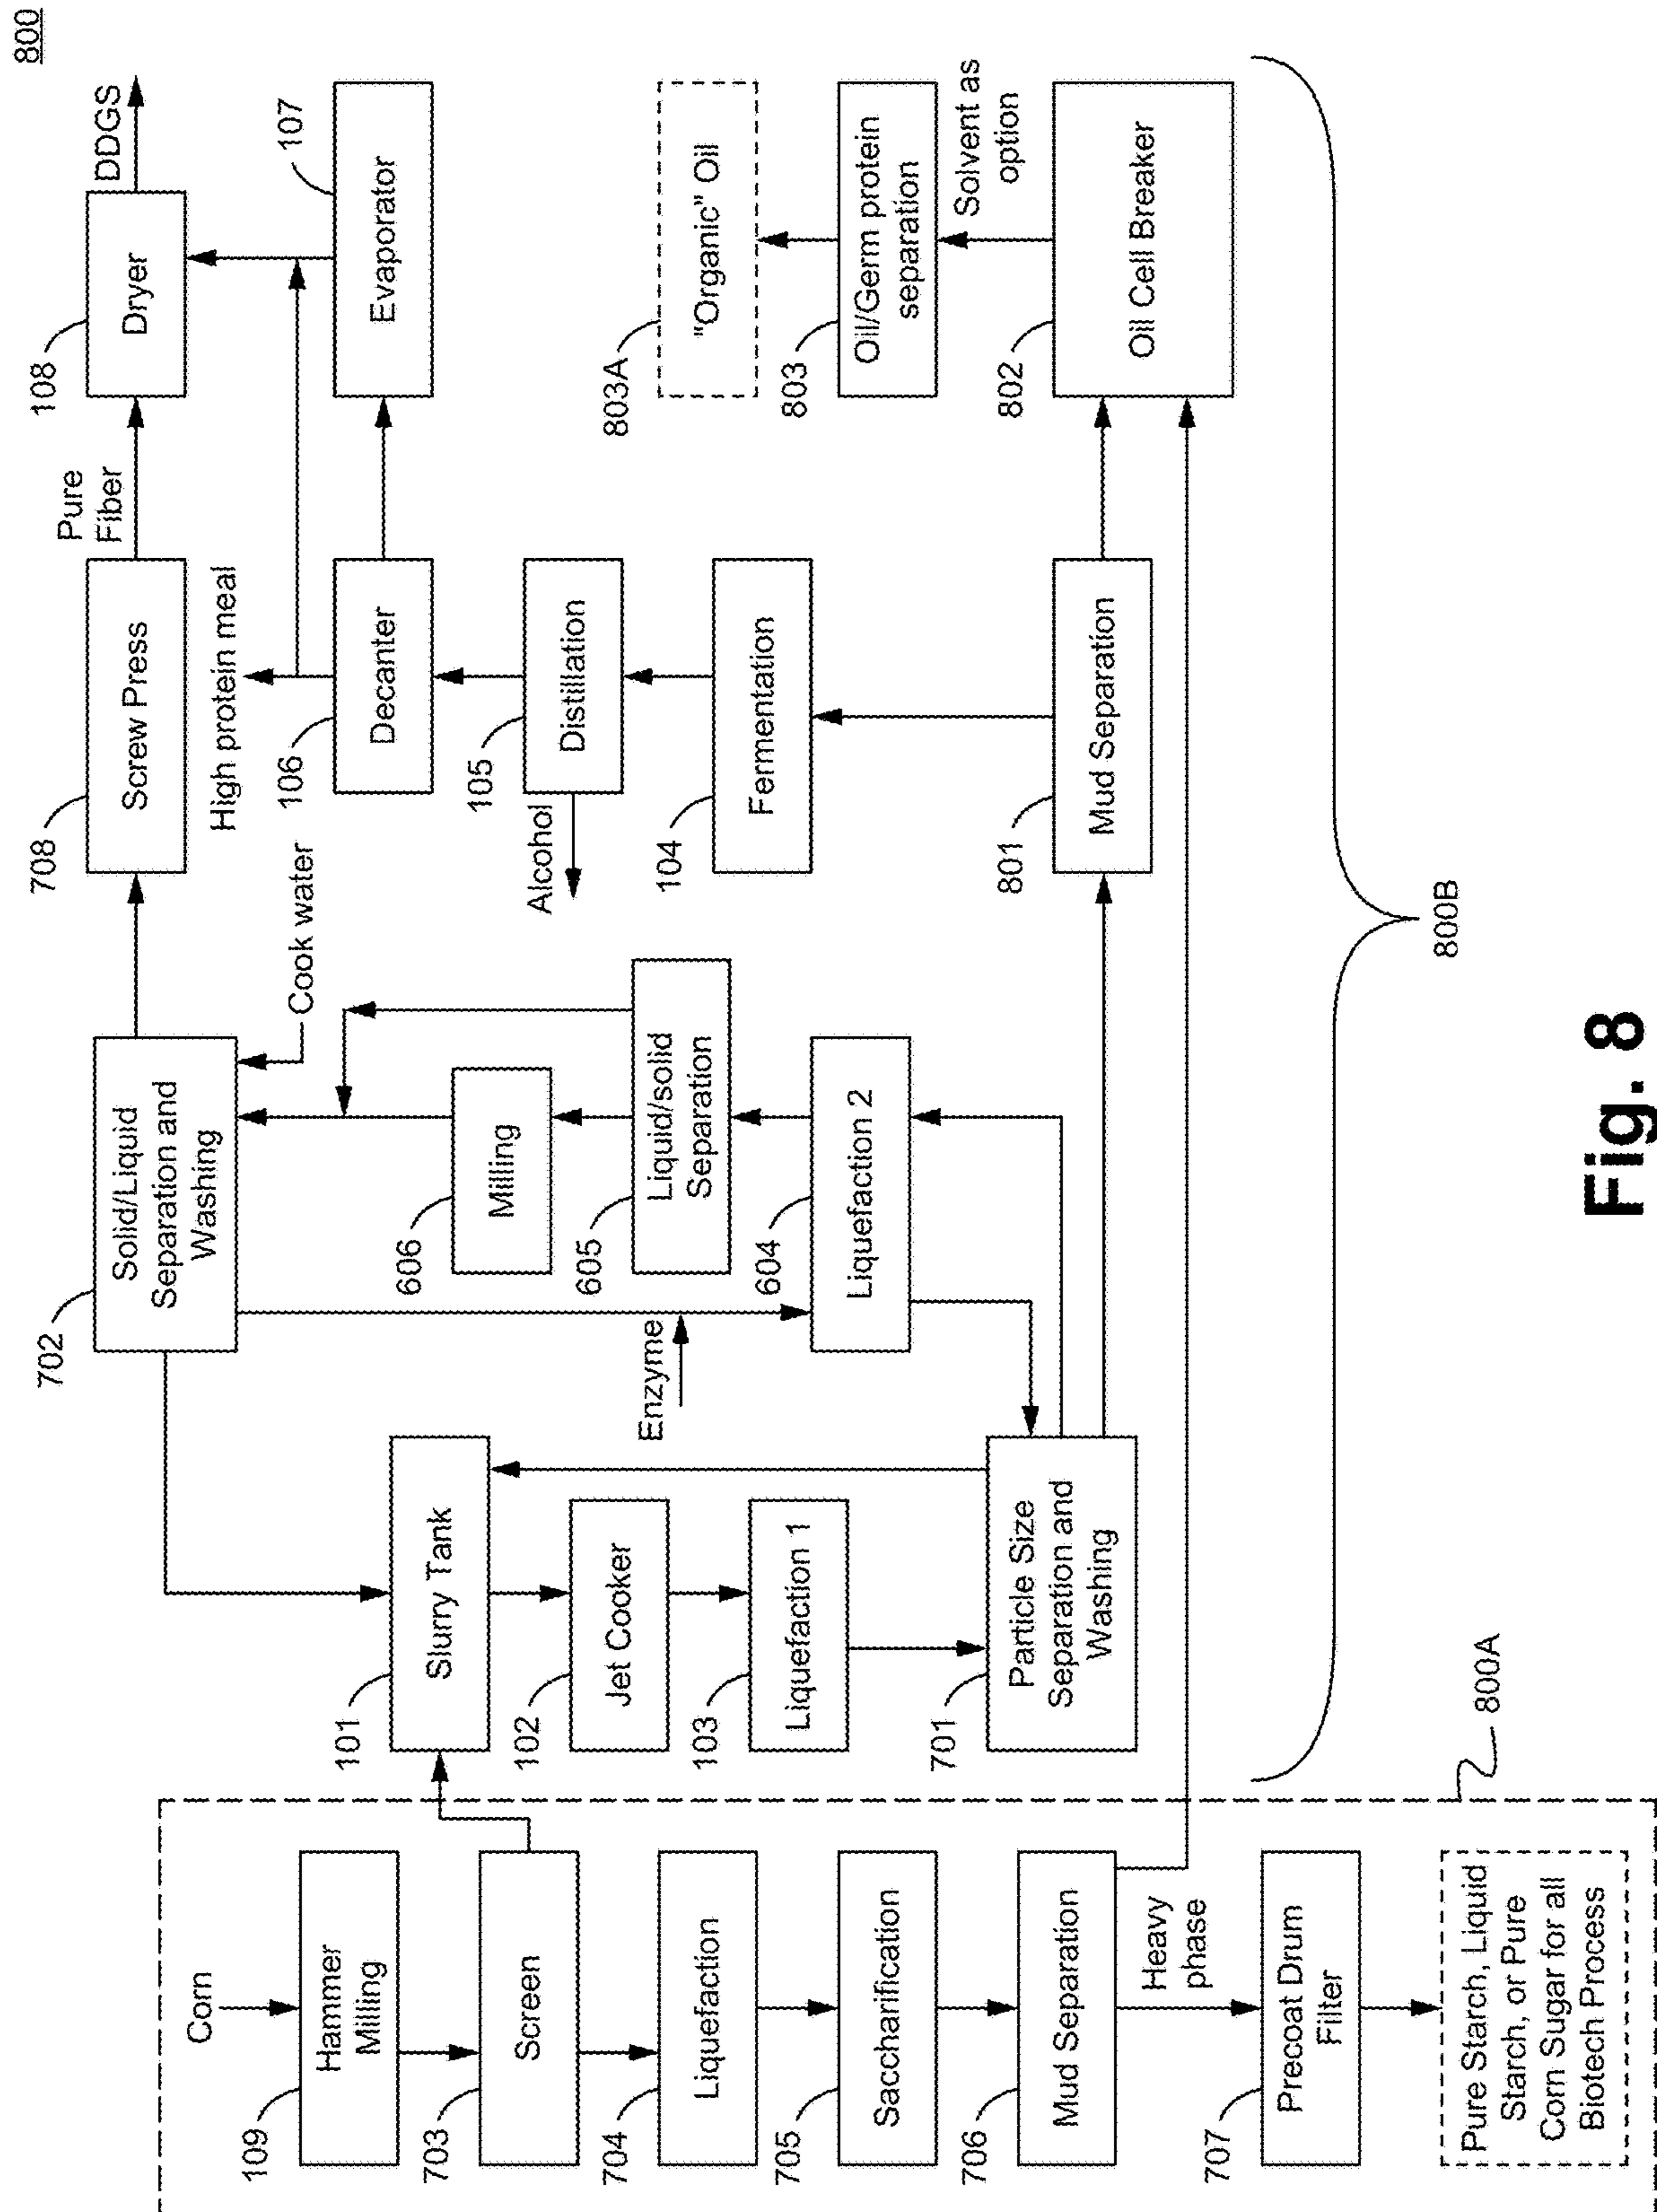 800
Corn
109
Hammer
Milling
703
Screen
704
Liquefaction
705
Saccharification
706
Mud Separation
Heavy
phase
707
Precoat Drum
Filter
Pure Starch, Liquid
Starch, or Pure
Corn Sugar for all
Biotech Process
800A
101
Slurry Tank
102
Jet Cooker
103
Liquefaction 1
701
Particle Size
Separation and
Washing
702
Solid/Liquid
Separation and
Washing
Cook water
Enzyme
606
Milling
605
Liquid/solid
Separation
604
Liquefaction 2
708
Screw Press
Pure
Fiber
High protein meal
106
Decanter
105
Distillation
Alcohol
104
Fermentation
801
Mud Separation
108
Dryer
DDGS
107
Evaporator
803A
"Organic" Oil
803
Oil/Germ protein
separation
Solvent as
option
802
Oil Cell Breaker
800B
Fig. 8